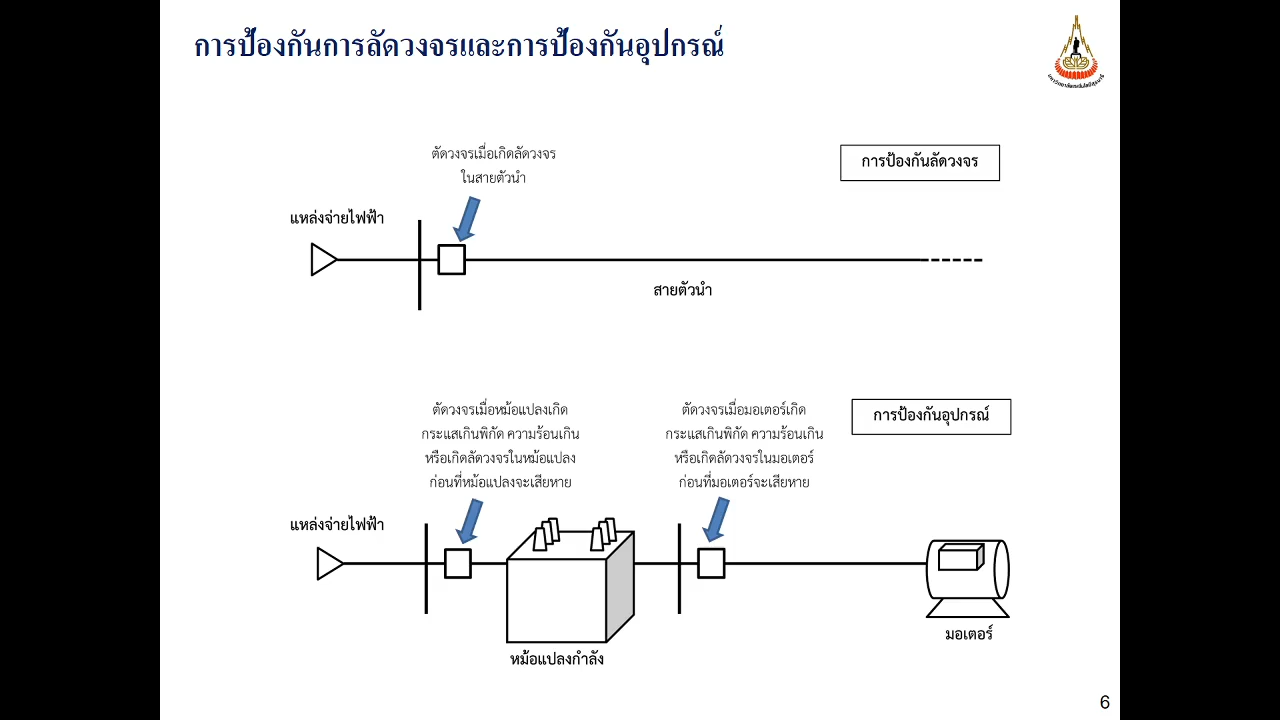 การป้องกันการลัดวงจรและการป้องกันอุปกรณ์
ตัดวงจรเมื่อเกิดลัดวงจร
ในสายตัวนำ
การป้องกันลัดวงจร
แหล่งจ่ายไฟฟ้า
สายตัวนำ
ตัดวงจรเมื่อหม้อแปลงเกิด
กระแสเกินพิกัด ความร้อนเกิน
หรือเกิดลัดวงจรในหม้อแปลง
ก่อนที่หม้อแปลงจะเสียหาย
ตัดวงจรเมื่อมอเตอร์เกิด
กระแสเกินพิกัด ความร้อนเกิน
หรือเกิดลัดวงจรในมอเตอร์
ก่อนที่มอเตอร์จะเสียหาย
การป้องกันอุปกรณ์
แหล่งจ่ายไฟฟ้า
มอเตอร์
หม้อแปลงกำลัง
6